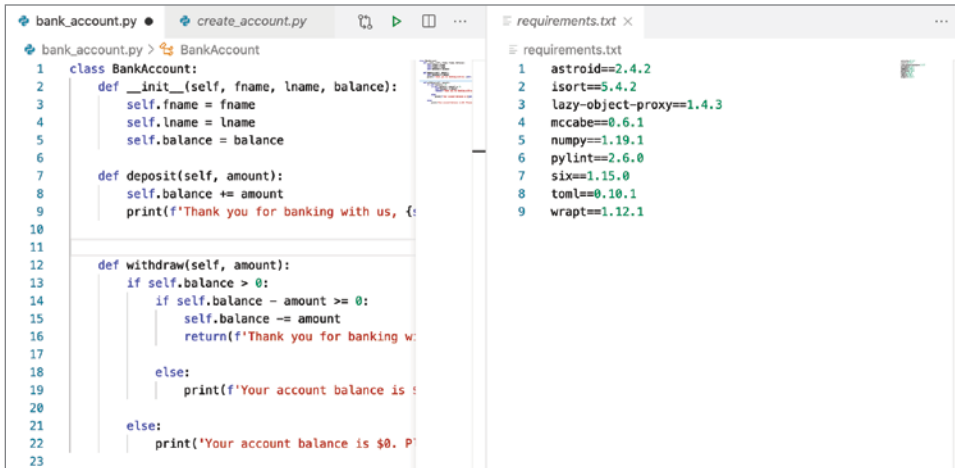 bank_account.py
create_account.py
bank_account.py > BankAccount
1 class BankAccount:
2     def __init__(self, fname, lname, balance):
3         self.fname = fname
4         self.lname = lname
5         self.balance = balance
6
7     def deposit(self, amount):
8         self.balance += amount
9         print(f'Thank you for banking with us, {
10
11
12     def withdraw(self, amount):
13         if self.balance > 0:
14             if self.balance - amount >= 0:
15                 self.balance -= amount
16                 return(f'Thank you for banking
17
18             else:
19                 print(f'Your account balance is
20
21         else:
22             print('Your account balance is $0.
23
requirements.txt
requirements.txt
1 astroid==2.4.2
2 isort==5.4.2
3 lazy-object-proxy==1.4.3
4 mccabe==0.6.1
5 numpy==1.19.1
6 pylint==2.6.0
7 six==1.15.0
8 toml==0.10.1
9 wrapt==1.12.1